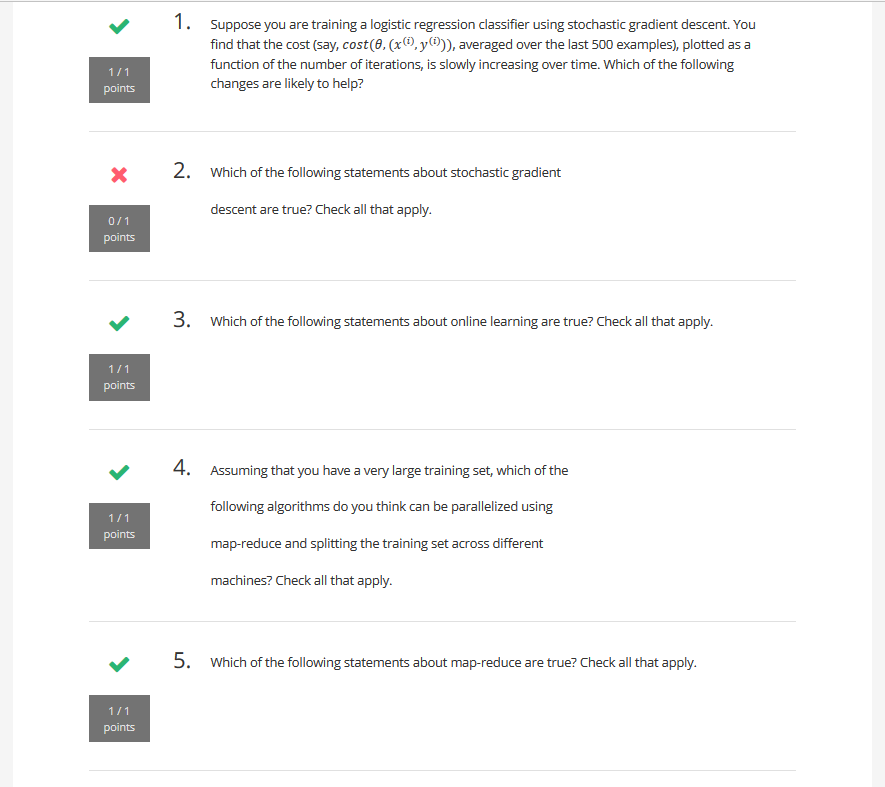 1. Suppose you are training a logistic regression classifier using stochastic gradient descent. You
find that the cost (say, cost(θ, (x⁽ⁱ⁾, y⁽ⁱ⁾)), averaged over the last 500 examples), plotted as a
function of the number of iterations, is slowly increasing over time. Which of the following
changes are likely to help?
1 / 1
points
2. Which of the following statements about stochastic gradient
descent are true? Check all that apply.
0 / 1
points
3. Which of the following statements about online learning are true? Check all that apply.
1 / 1
points
4. Assuming that you have a very large training set, which of the
following algorithms do you think can be parallelized using
map-reduce and splitting the training set across different
machines? Check all that apply.
1 / 1
points
5. Which of the following statements about map-reduce are true? Check all that apply.
1 / 1
points